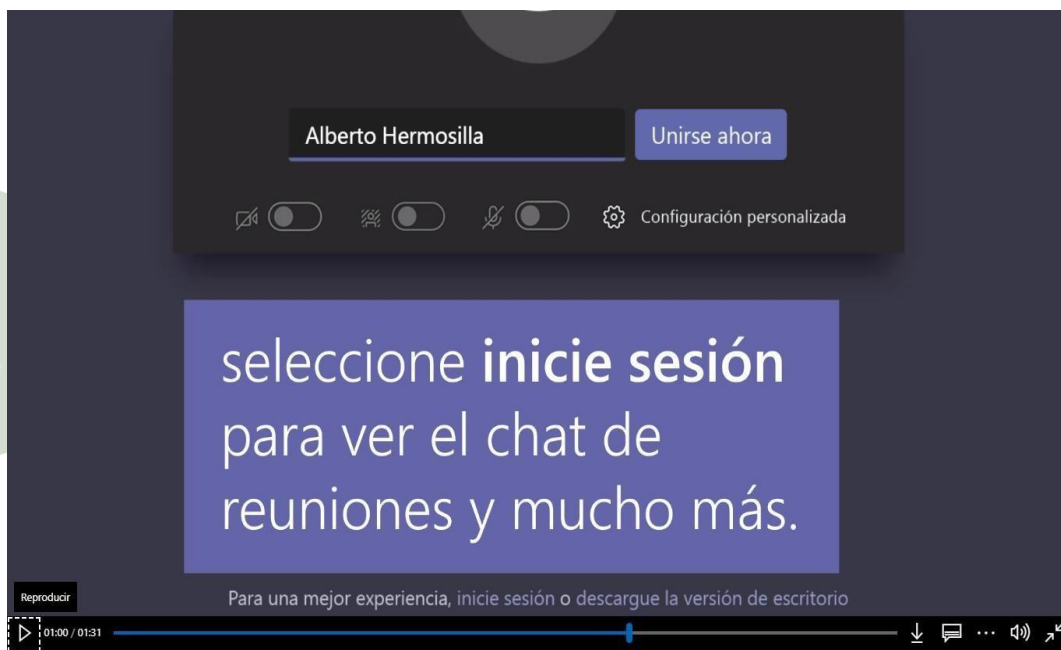 Alberto Hermosilla
Unirse ahora
Configuración personalizada
seleccione inicie sesión
para ver el chat de
reuniones y mucho más.
Para una mejor experiencia, inicie sesión o descargue la versión de escritorio
Reproducir
01:00 / 01:31